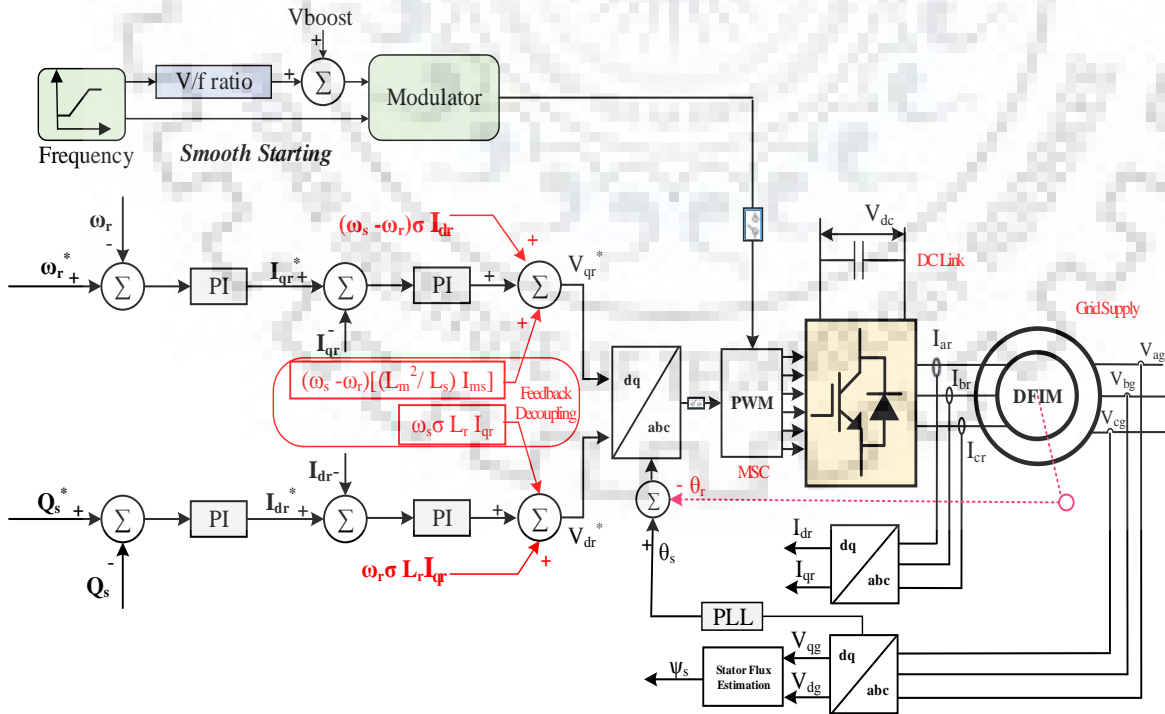 Vboost
+
V/f ratio
+
Σ
Modulator
Frequency
Smooth Starting
ωr
-
ωr*
+
Σ
PI
Iqr*
+
Σ
-
Iqr
PI
+
Σ
(ωs -ωr)σ Idr
+
+
Vqr*
(ωs -ωr)[(Lm²/ Ls) Ims]
Feedback
Decoupling
ωsσ Lr Iqr
Qs*
+
Σ
-
Qs
PI
Idr*
+
Idr-
Σ
PI
+
Σ
+
Vdr*
ωrσ LrIqr
dq
abc
PWM
MSC
Vdc
DC Link
Grid Supply
Iar
Ibr
Icr
DFIM
Vag
Vbg
Vcg
Σ
- θr
+
θs
Idr
Iqr
dq
abc
PLL
Vqg
Vdg
dq
abc
Stator Flux
Estimation
ψs